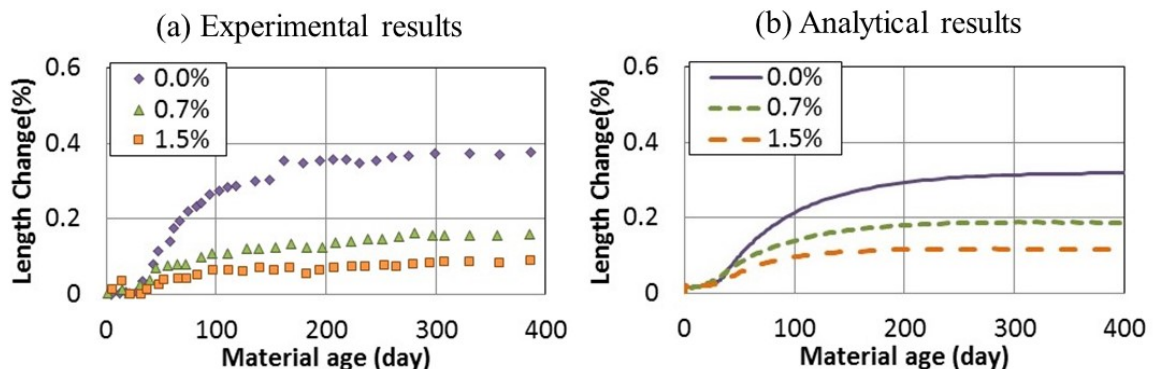 (a) Experimental results
Length Change(%)
0.6
0.4
0.2
0
0.0%
0.7%
1.5%
0 100 200 300 400
Material age (day)
(b) Analytical results
Length Change(%)
0.6
0.4
0.2
0
0.0%
0.7%
1.5%
0 100 200 300 400
Material age (day)